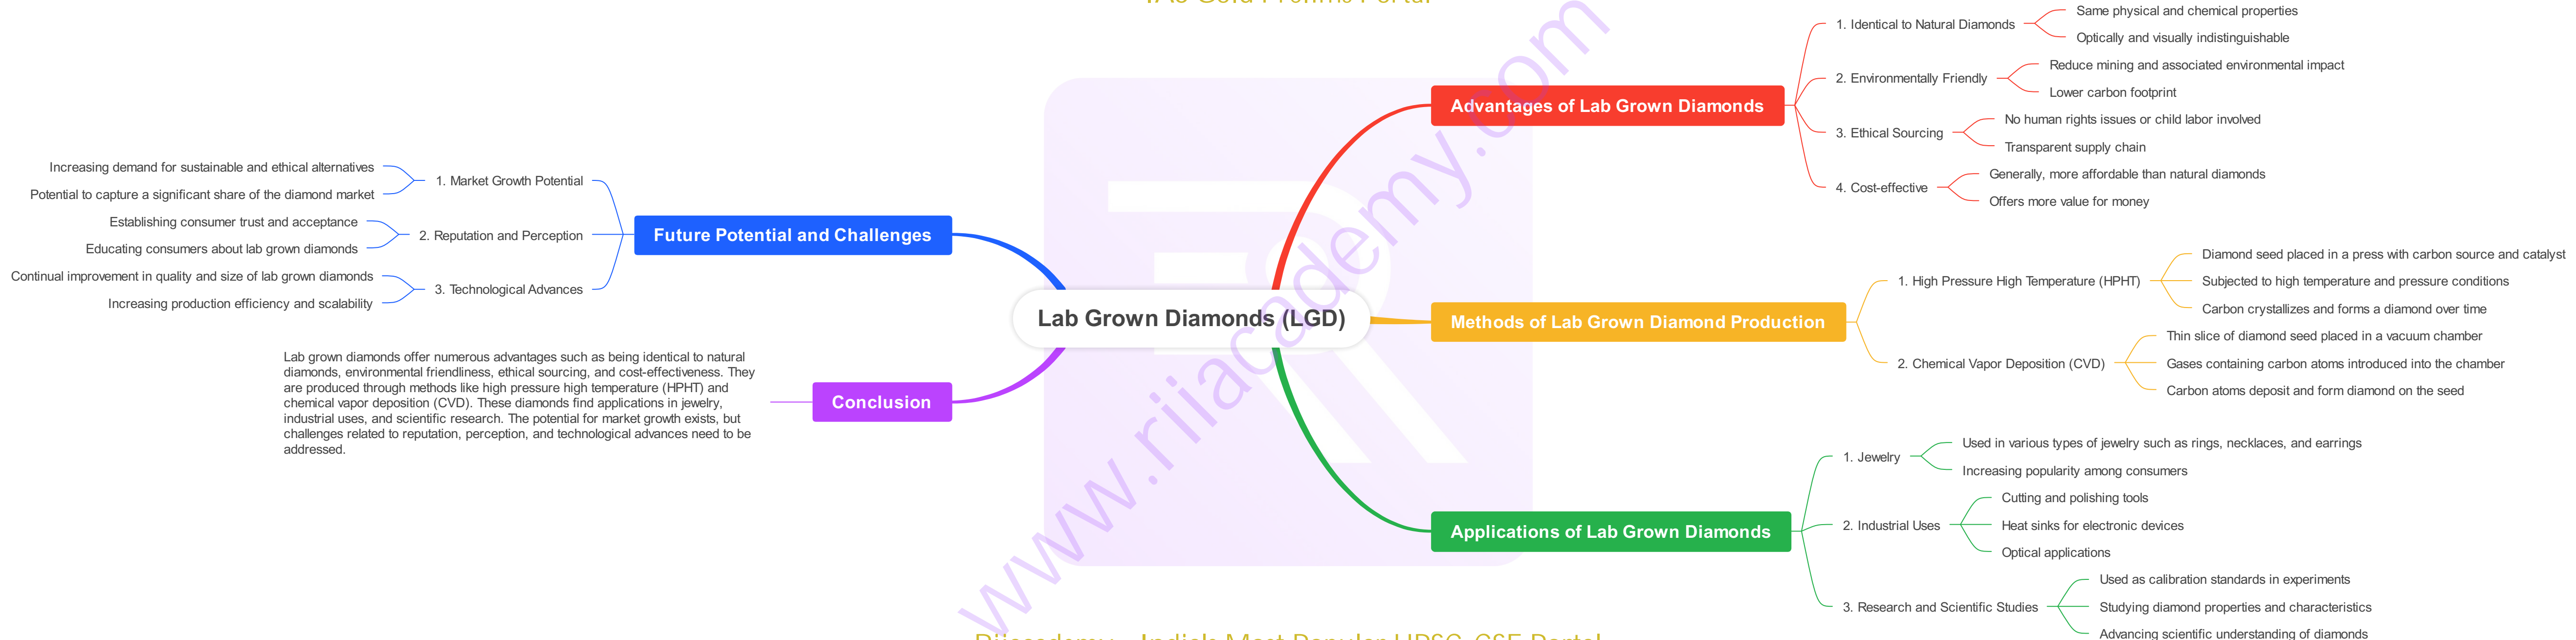 IAS Gold Prelims Portal
Lab Grown Diamonds (LGD)
Advantages of Lab Grown Diamonds
1. Identical to Natural Diamonds
Same physical and chemical properties
Optically and visually indistinguishable
2. Environmentally Friendly
Reduce mining and associated environmental impact
Lower carbon footprint
3. Ethical Sourcing
No human rights issues or child labor involved
Transparent supply chain
4. Cost-effective
Generally, more affordable than natural diamonds
Offers more value for money
Methods of Lab Grown Diamond Production
1. High Pressure High Temperature (HPHT)
Diamond seed placed in a press with carbon source and catalyst
Subjected to high temperature and pressure conditions
Carbon crystallizes and forms a diamond over time
2. Chemical Vapor Deposition (CVD)
Thin slice of diamond seed placed in a vacuum chamber
Gases containing carbon atoms introduced into the chamber
Carbon atoms deposit and form diamond on the seed
Applications of Lab Grown Diamonds
1. Jewelry
Used in various types of jewelry such as rings, necklaces, and earrings
Increasing popularity among consumers
2. Industrial Uses
Cutting and polishing tools
Heat sinks for electronic devices
Optical applications
3. Research and Scientific Studies
Used as calibration standards in experiments
Studying diamond properties and characteristics
Advancing scientific understanding of diamonds
Future Potential and Challenges
1. Market Growth Potential
Increasing demand for sustainable and ethical alternatives
Potential to capture a significant share of the diamond market
2. Reputation and Perception
Establishing consumer trust and acceptance
Educating consumers about lab grown diamonds
3. Technological Advances
Continual improvement in quality and size of lab grown diamonds
Increasing production efficiency and scalability
Conclusion
Lab grown diamonds offer numerous advantages such as being identical to natural
diamonds, environmental friendliness, ethical sourcing, and cost-effectiveness. They
are produced through methods like high pressure high temperature (HPHT) and
chemical vapor deposition (CVD). These diamonds find applications in jewelry,
industrial uses, and scientific research. The potential for market growth exists, but
challenges related to reputation, perception, and technological advances need to be
addressed.
www.riiacademy.com
India's Most Popular UPSC-CSE Portal